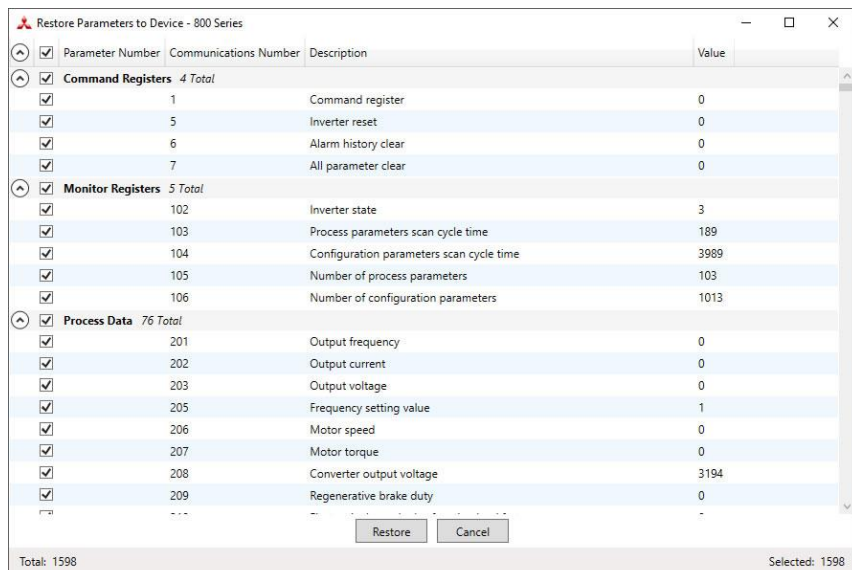 Restore Parameters to Device - 800 Series
Parameter Number Communications Number Description Value
Command Registers 4 Total
1 Command register 0
5 Inverter reset 0
6 Alarm history clear 0
7 All parameter clear 0
Monitor Registers 5 Total
102 Inverter state 3
103 Process parameters scan cycle time 189
104 Configuration parameters scan cycle time 3989
105 Number of process parameters 103
106 Number of configuration parameters 1013
Process Data 76 Total
201 Output frequency 0
202 Output current 0
203 Output voltage 0
205 Frequency setting value 1
206 Motor speed 0
207 Motor torque 0
208 Converter output voltage 3194
209 Regenerative brake duty 0
Restore Cancel
Total: 1598 Selected: 1598